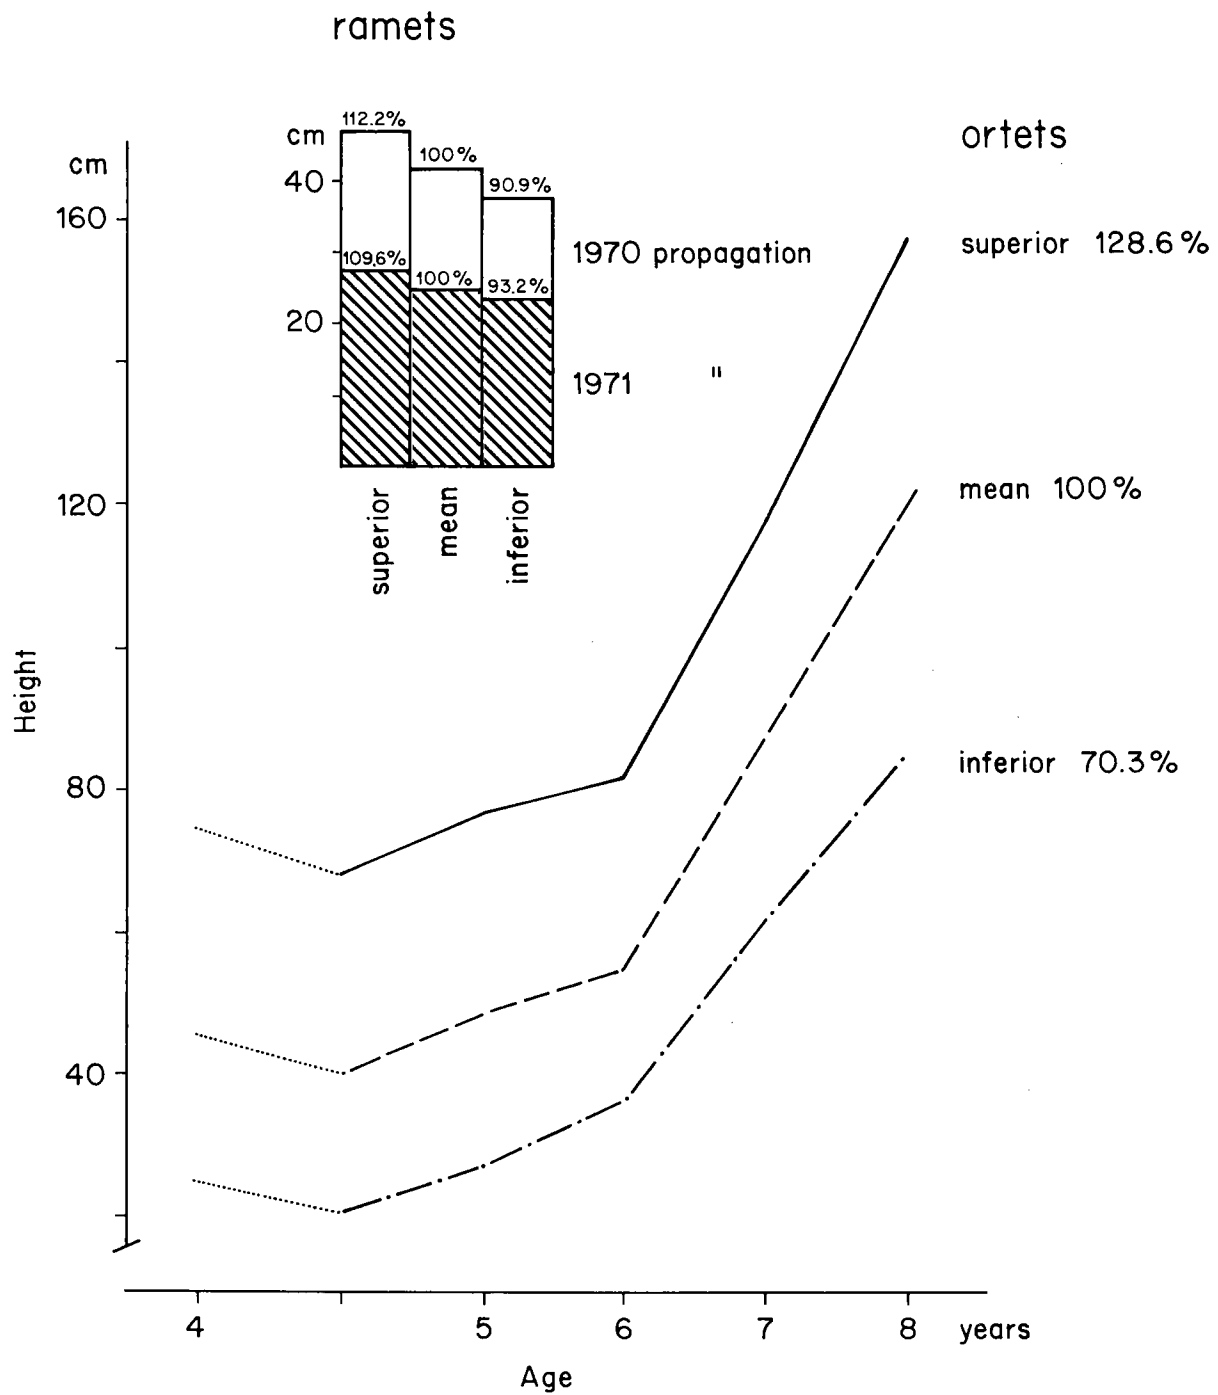 ramets
cm
112.2%
100%
90.9%
40
109.6%
100%
93.2%
20
1970 propagation
1971 "
superior
mean
inferior
ortets
superior 128.6%
mean 100%
inferior 70.3%
cm
160
120
80
40
Height
4
5
6
7
8
years
Age